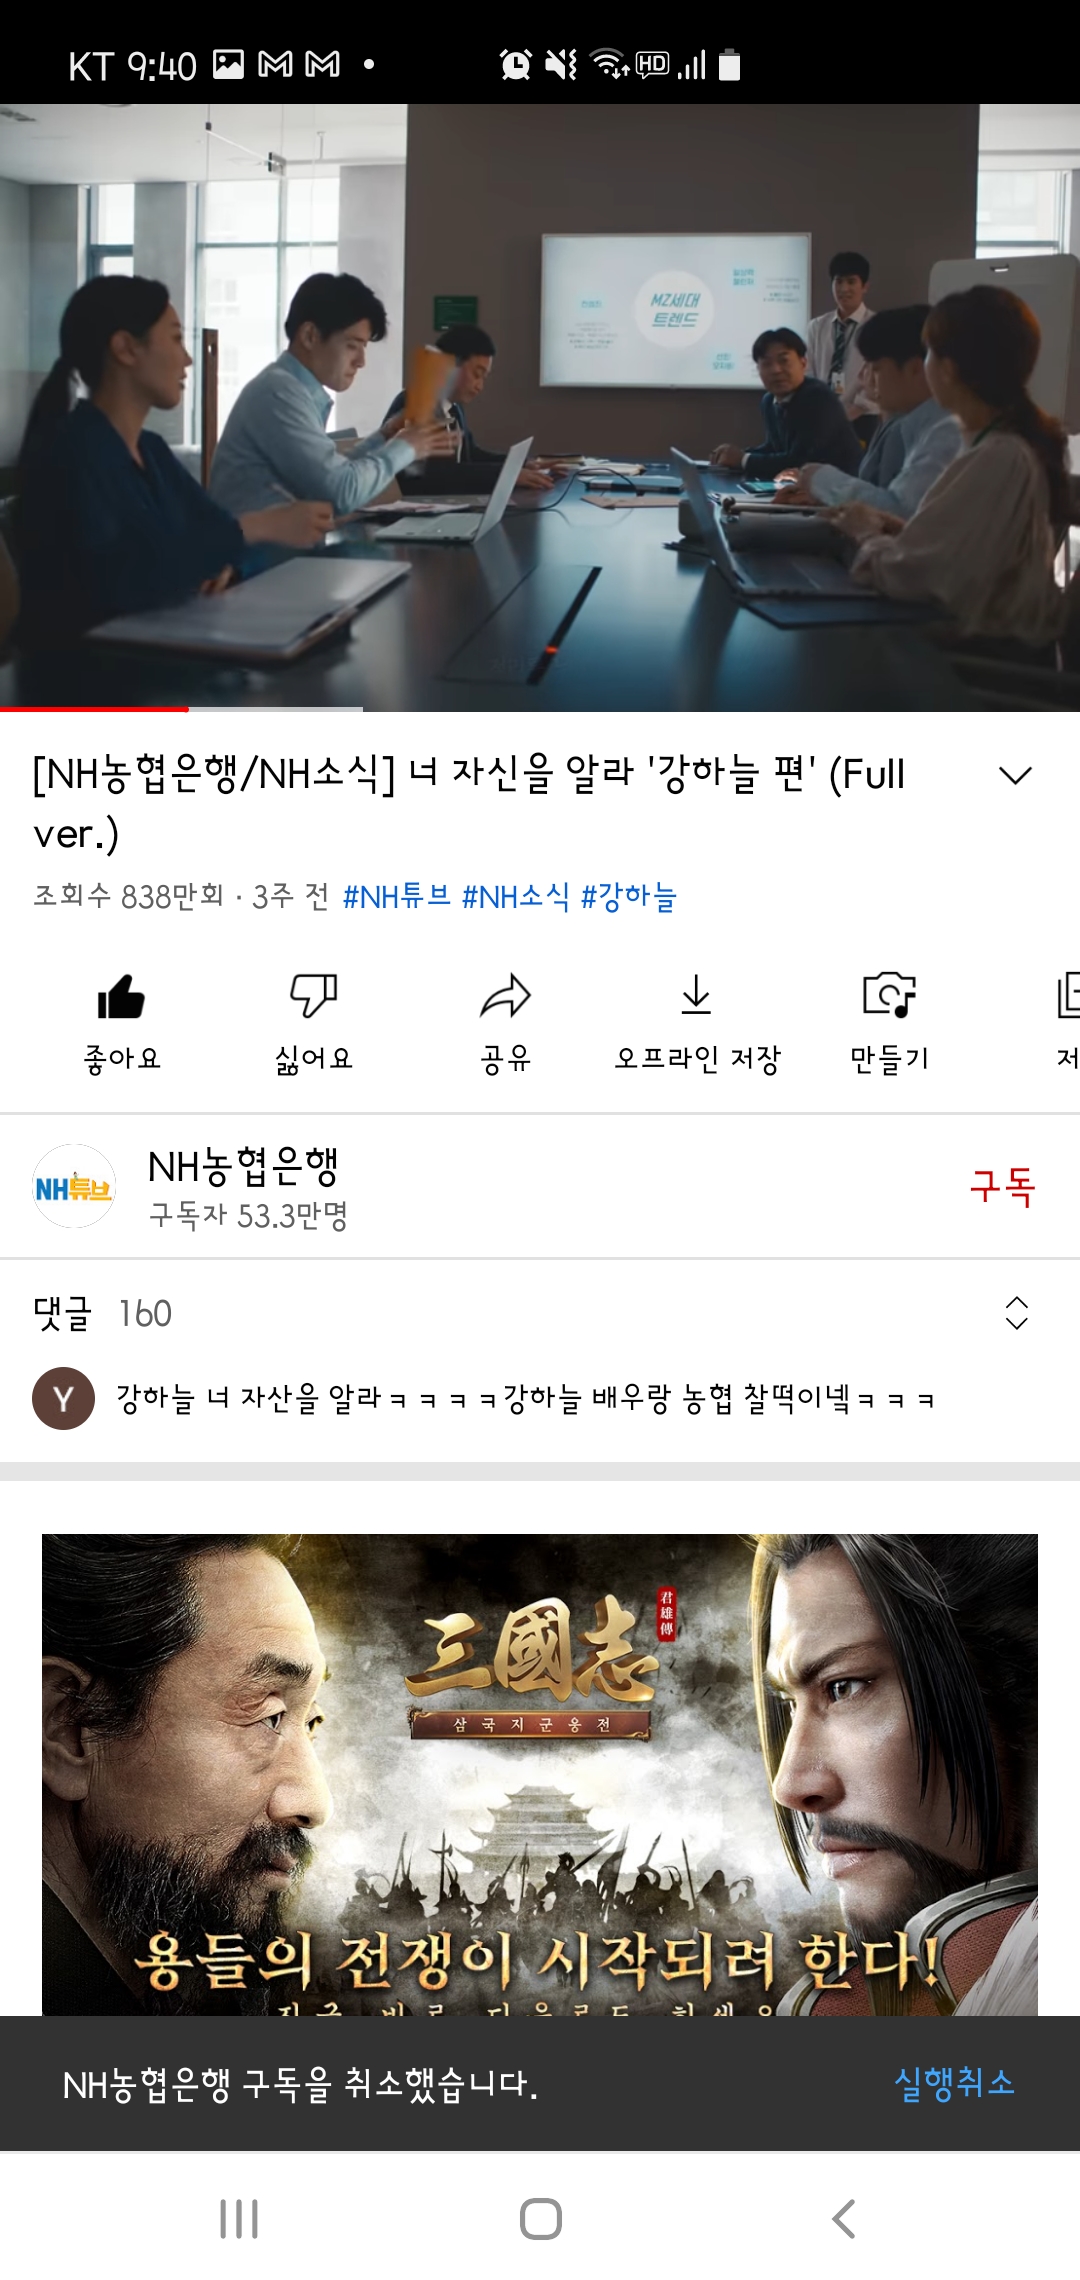 KT 9:40
HD
MZ세대
트렌드
[NH농협은행/NH소식] 너 자신을 알라 '강하늘 편' (Full
ver.)
조회수 838만회 · 3주 전 #NH튜브 #NH소식 #강하늘
좋아요 싫어요 공유 오프라인 저장 만들기 저
NH튜브
NH농협은행
구독자 53.3만명
구독
댓글 160
Y 강하늘 너 자산을 알라ㅋㅋㅋㅋ강하늘 배우랑 농협 찰떡이넼ㅋㅋㅋ
三國志
君雄傳
삼국지군웅전
용들의 전쟁이 시작되려 한다!
NH농협은행 구독을 취소했습니다. 실행취소